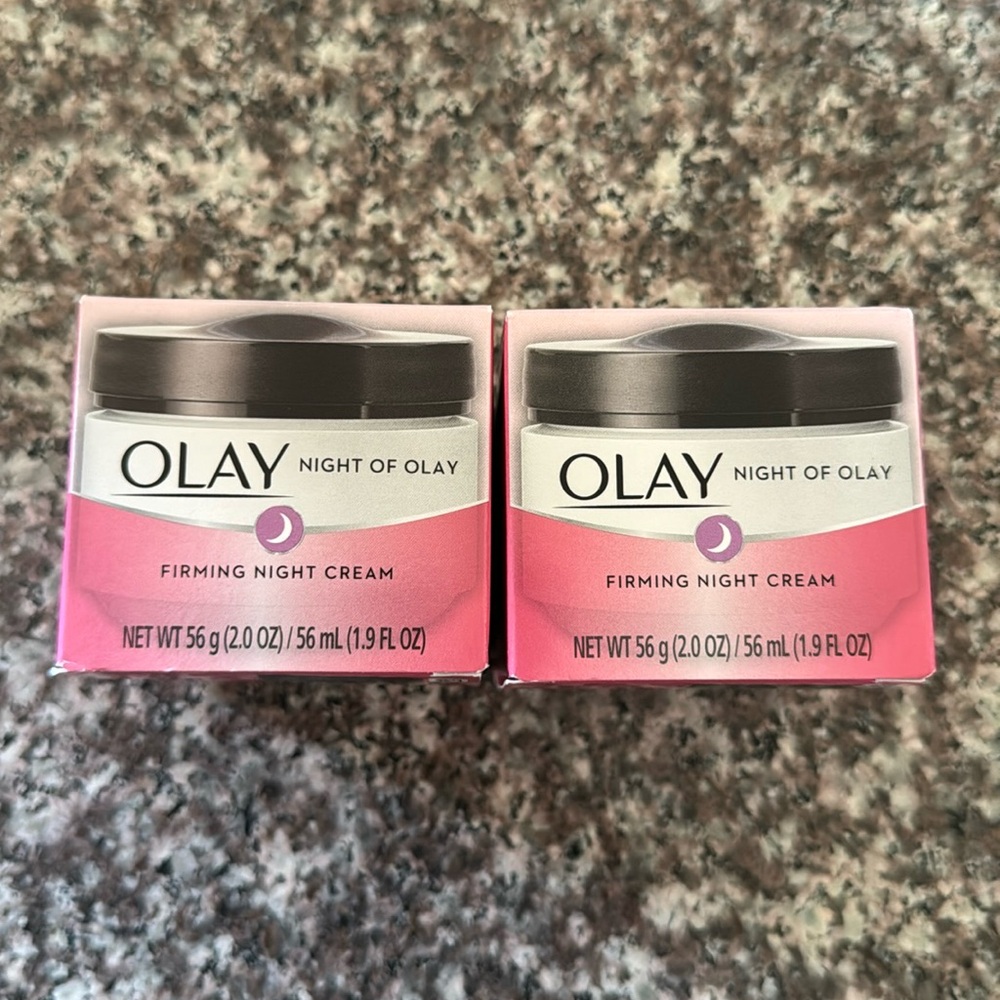 OLAY NIGHT OF OLAY
FIRMING NIGHT CREAM
NET WT 56 g (2.0 OZ) / 56 mL (1.9 FL OZ)
OLAY NIGHT OF OLAY
FIRMING NIGHT CREAM
NET WT 56 g (2.0 OZ) / 56 mL (1.9 FL OZ)